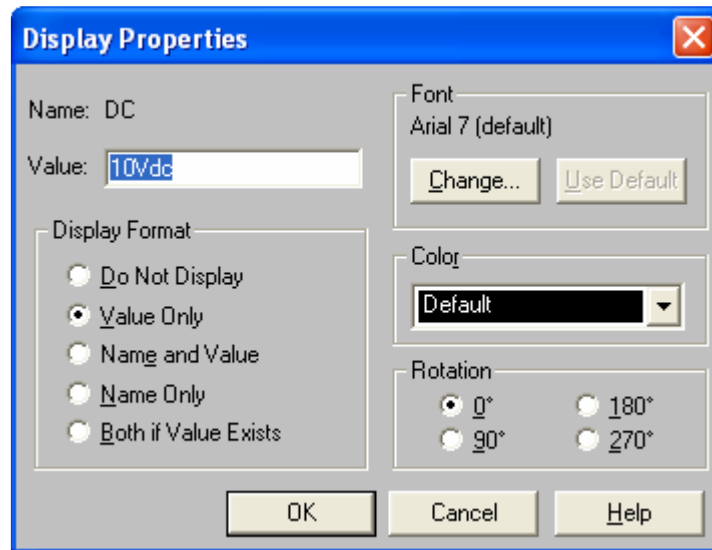 Display Properties
Name: DC
Value: 10Vdc
Display Format
Do Not Display
Value Only
Name and Value
Name Only
Both if Value Exists
Font
Arial 7 (default)
Change... Use Default
Color
Default
Rotation
0° 180°
90° 270°
OK Cancel Help